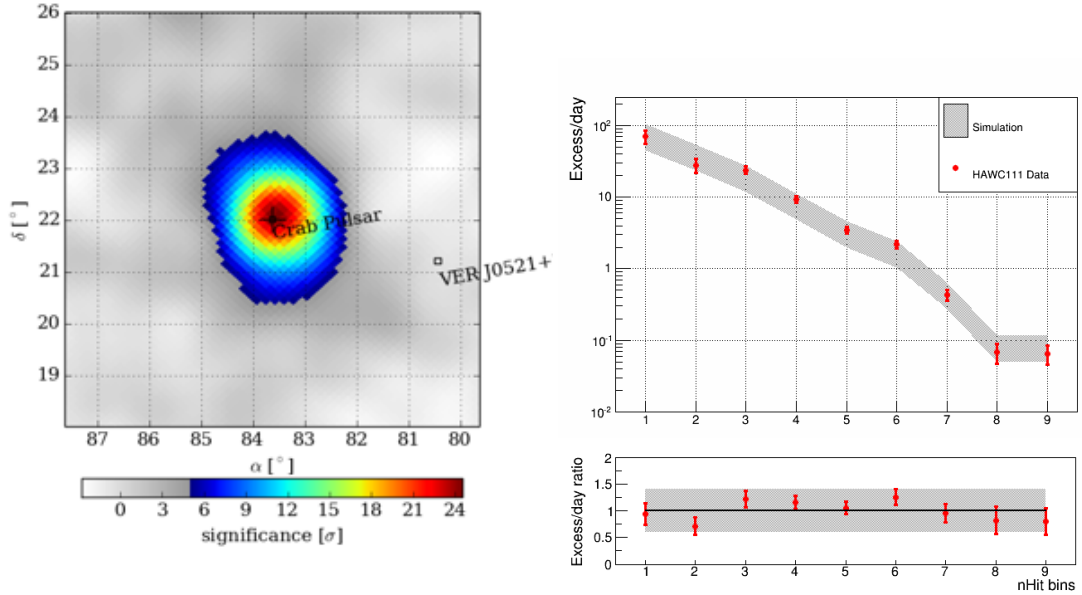 26
25
24
23
22
21
20
19
δ [°]
Crab Pulsar
VER J0521+
87 86 85 84 83 82 81 80
α [°]
0 3 6 9 12 15 18 21 24
significance [σ]
Excess/day
10²
10
1
10⁻¹
10⁻²
Simulation
HAWC111 Data
1 2 3 4 5 6 7 8 9
Excess/day ratio
2
1.5
1
0.5
0
1 2 3 4 5 6 7 8 9
nHit bins